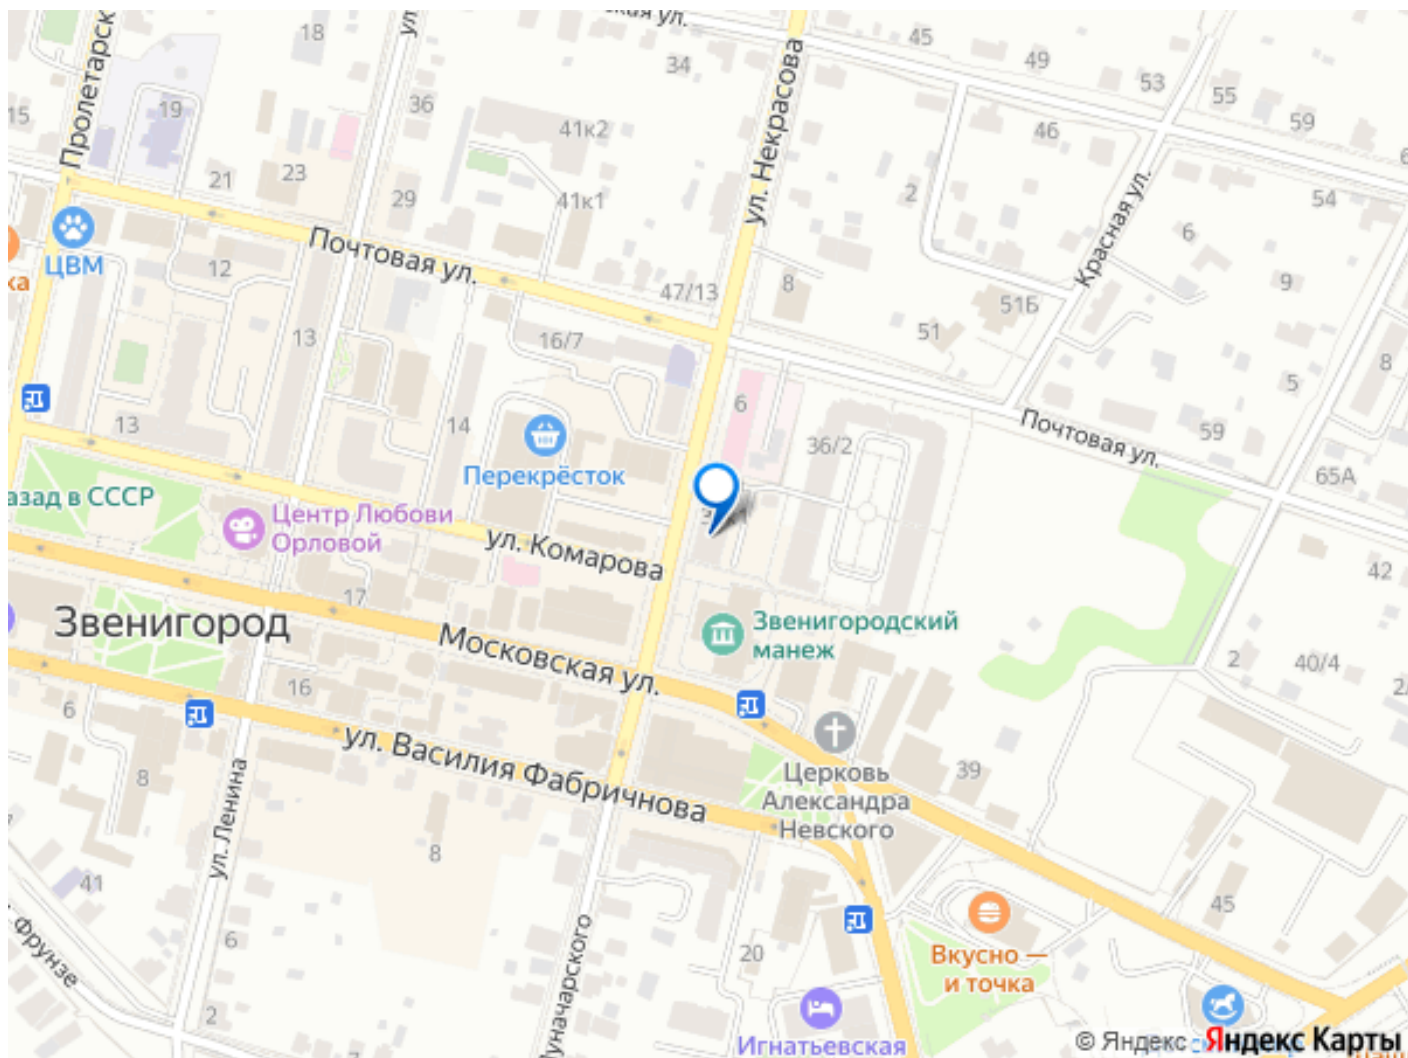 ул.
45
49
53
55
59
54
18
34
36
41к2
46
15
Пролетарск
19
ул.
ул. Некрасова
21
23
29
41к1
2
6
9
Красная ул.
ЦВМ
ка
12
Почтовая ул.
47/13
8
51Б
51
13
16/7
5
8
13
14
6
36/2
Почтовая ул.
59
65А
Перекрёсток
азад в СССР
Центр Любови
Орловой
ул. Комарова
42
17
Звенигород
Звенигородский
манеж
Московская ул.
2
40/4
16
6
ул. Василия Фабричнова
8
ул. Ленина
Церковь
Александра
Невского
39
8
41
45
Фрунзе
6
20
Вкусно —
и точка
2
Луначарского
Игнатьевская
© Яндекс Яндекс Карты